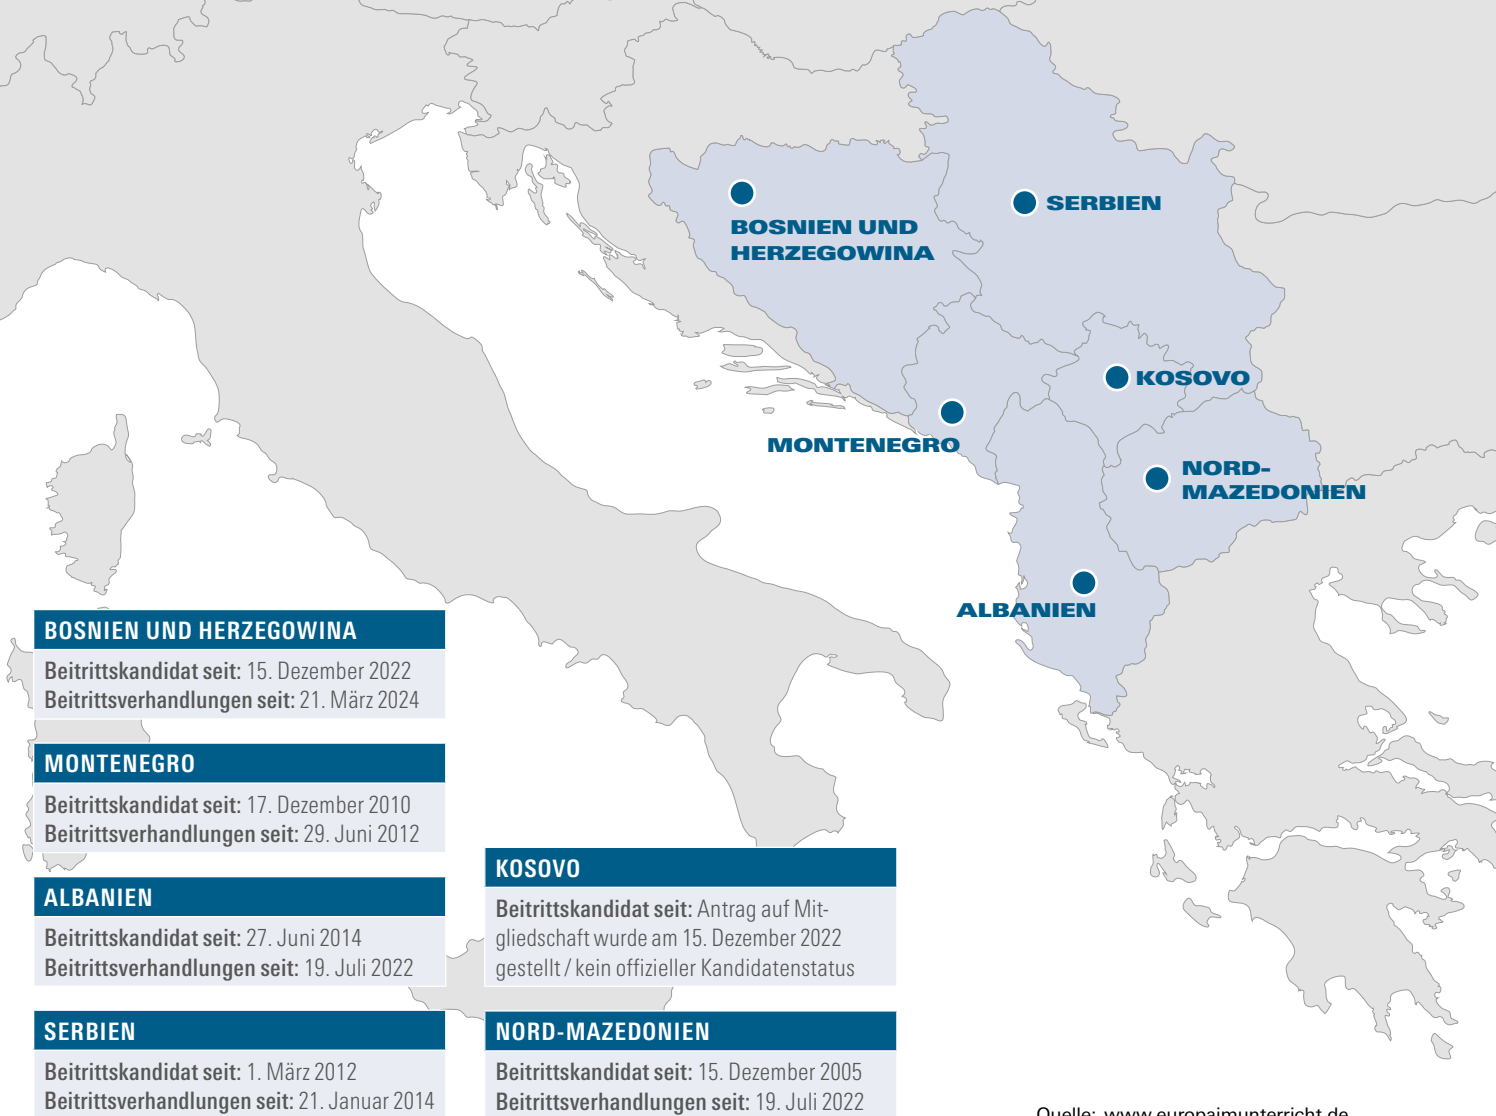 BOSNIEN UND
HERZEGOWINA
SERBIEN
KOSOVO
MONTENEGRO
NORD-
MAZEDONIEN
ALBANIEN
BOSNIEN UND HERZEGOWINA
Beitrittskandidat seit: 15. Dezember 2022
Beitrittsverhandlungen seit: 21. März 2024
MONTENEGRO
Beitrittskandidat seit: 17. Dezember 2010
Beitrittsverhandlungen seit: 29. Juni 2012
ALBANIEN
Beitrittskandidat seit: 27. Juni 2014
Beitrittsverhandlungen seit: 19. Juli 2022
SERBIEN
Beitrittskandidat seit: 1. März 2012
Beitrittsverhandlungen seit: 21. Januar 2014
KOSOVO
Beitrittskandidat seit: Antrag auf Mit-
gliedschaft wurde am 15. Dezember 2022
gestellt / kein offizieller Kandidatenstatus
NORD-MAZEDONIEN
Beitrittskandidat seit: 15. Dezember 2005
Beitrittsverhandlungen seit: 19. Juli 2022
Quelle: www.europaimunterricht.de